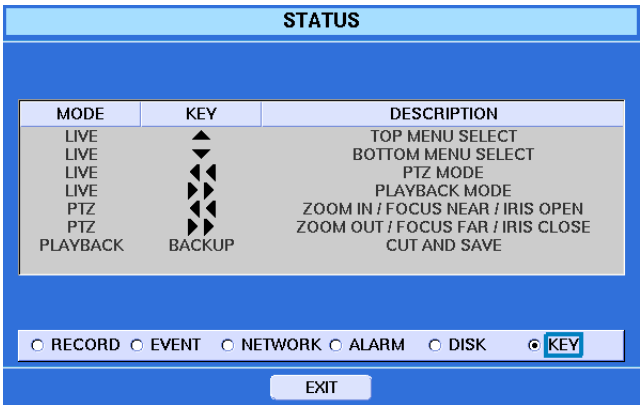 STATUS
MODE KEY DESCRIPTION
LIVE ▲ TOP MENU SELECT
LIVE ▼ BOTTOM MENU SELECT
LIVE ◀◀ PTZ MODE
LIVE ▶▶ PLAYBACK MODE
PTZ ◀◀ ZOOM IN / FOCUS NEAR / IRIS OPEN
PTZ ▶▶ ZOOM OUT / FOCUS FAR / IRIS CLOSE
PLAYBACK BACKUP CUT AND SAVE
RECORD EVENT NETWORK ALARM DISK KEY
EXIT